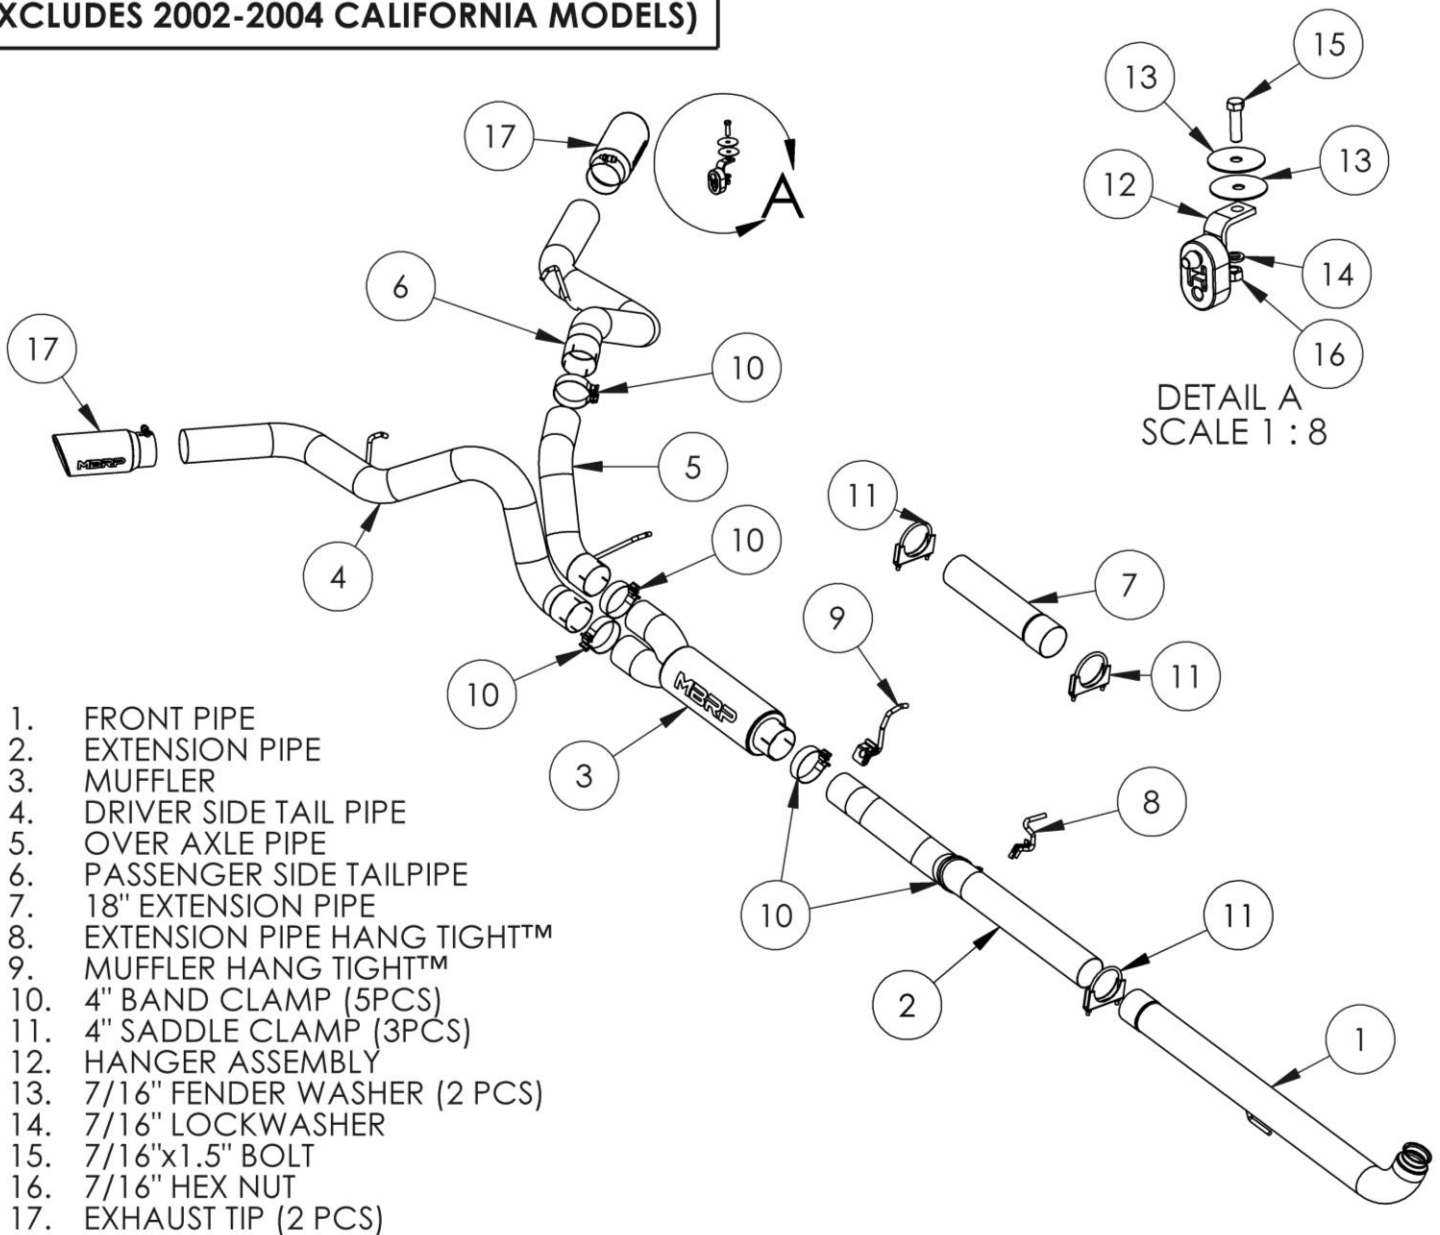 XCLUDES 2002-2004 CALIFORNIA MODELS)
15
13
17
13
12
A
14
6
17
10
16
DETAIL A
SCALE 1 : 8
MBRP
5
11
10
4
7
9
10
11
MBRP
3
8
10
11
2
1
1. FRONT PIPE
2. EXTENSION PIPE
3. MUFFLER
4. DRIVER SIDE TAIL PIPE
5. OVER AXLE PIPE
6. PASSENGER SIDE TAILPIPE
7. 18" EXTENSION PIPE
8. EXTENSION PIPE HANG TIGHT™
9. MUFFLER HANG TIGHT™
10. 4" BAND CLAMP (5PCS)
11. 4" SADDLE CLAMP (3PCS)
12. HANGER ASSEMBLY
13. 7/16" FENDER WASHER (2 PCS)
14. 7/16" LOCKWASHER
15. 7/16"x1.5" BOLT
16. 7/16" HEX NUT
17. EXHAUST TIP (2 PCS)